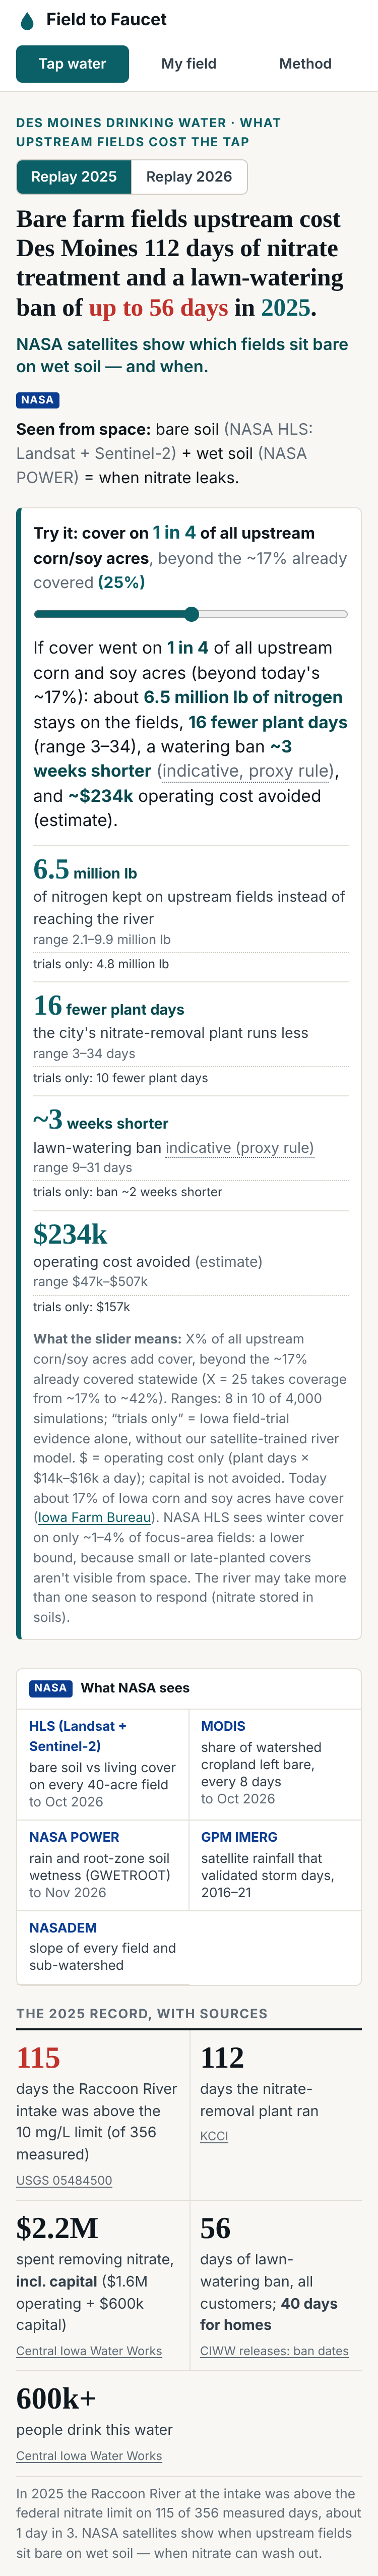 Field to Faucet
Tap water
My field
Method
DES MOINES DRINKING WATER · WHAT
UPSTREAM FIELDS COST THE TAP
Replay 2025
Replay 2026
Bare farm fields upstream cost
Des Moines 112 days of nitrate
treatment and a lawn-watering
ban of up to 56 days in 2025.
NASA satellites show which fields sit bare
on wet soil — and when.
NASA
Seen from space: bare soil (NASA HLS:
Landsat + Sentinel-2) + wet soil (NASA
POWER) = when nitrate leaks.
Try it: cover on 1 in 4 of all upstream
corn/soy acres, beyond the ~17% already
covered (25%)
If cover went on 1 in 4 of all upstream
corn and soy acres (beyond today's
~17%): about 6.5 million lb of nitrogen
stays on the fields, 16 fewer plant days
(range 3–34), a watering ban ~3
weeks shorter (indicative, proxy rule),
and ~$234k operating cost avoided
(estimate).
6.5 million lb
of nitrogen kept on upstream fields instead of
reaching the river
range 2.1–9.9 million lb
trials only: 4.8 million lb
16 fewer plant days
the city's nitrate-removal plant runs less
range 3–34 days
trials only: 10 fewer plant days
~3 weeks shorter
lawn-watering ban indicative (proxy rule)
range 9–31 days
trials only: ban ~2 weeks shorter
$234k
operating cost avoided (estimate)
range $47k–$507k
trials only: $157k
What the slider means: X% of all upstream
corn/soy acres add cover, beyond the ~17%
already covered statewide (X = 25 takes coverage
from ~17% to ~42%). Ranges: 8 in 10 of 4,000
simulations; “trials only” = Iowa field-trial
evidence alone, without our satellite-trained river
model. $ = operating cost only (plant days ×
$14k–$16k a day); capital is not avoided. Today
about 17% of Iowa corn and soy acres have cover
(Iowa Farm Bureau). NASA HLS sees winter cover
on only ~1–4% of focus-area fields: a lower
bound, because small or late-planted covers
aren't visible from space. The river may take more
than one season to respond (nitrate stored in
soils).
NASA What NASA sees
HLS (Landsat +
Sentinel-2)
bare soil vs living cover
on every 40-acre field
to Oct 2026
MODIS
share of watershed
cropland left bare,
every 8 days
to Oct 2026
NASA POWER
rain and root-zone soil
wetness (GWETROOT)
to Nov 2026
GPM IMERG
satellite rainfall that
validated storm days,
2016–21
NASADEM
slope of every field and
sub-watershed
THE 2025 RECORD, WITH SOURCES
115
days the Raccoon River
intake was above the
10 mg/L limit (of 356
measured)
USGS 05484500
112
days the nitrate-
removal plant ran
KCCI
$2.2M
spent removing nitrate,
incl. capital ($1.6M
operating + $600k
capital)
Central Iowa Water Works
56
days of lawn-
watering ban, all
customers; 40 days
for homes
CIWW releases: ban dates
600k+
people drink this water
Central Iowa Water Works
In 2025 the Raccoon River at the intake was above the
federal nitrate limit on 115 of 356 measured days, about
1 day in 3. NASA satellites show when upstream fields
sit bare on wet soil — when nitrate can wash out.